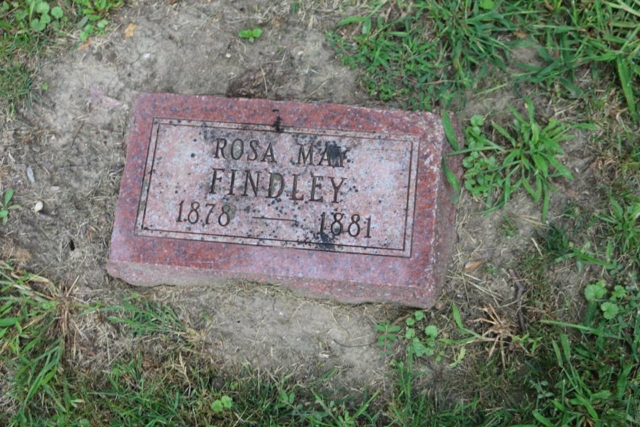 ROSA MAY
FINDLEY
1878 — 1881